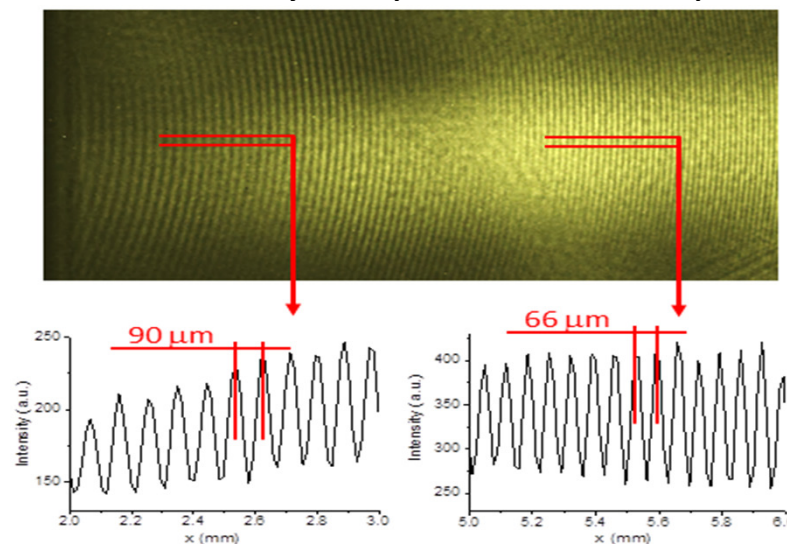 90 µm
66 µm
250
200
150
Intensity (a.u.)
2.0 2.2 2.4 2.6 2.8 3.0
x (mm)
400
350
300
250
Intensity (a.u.)
5.0 5.2 5.4 5.6 5.8
x (mm)